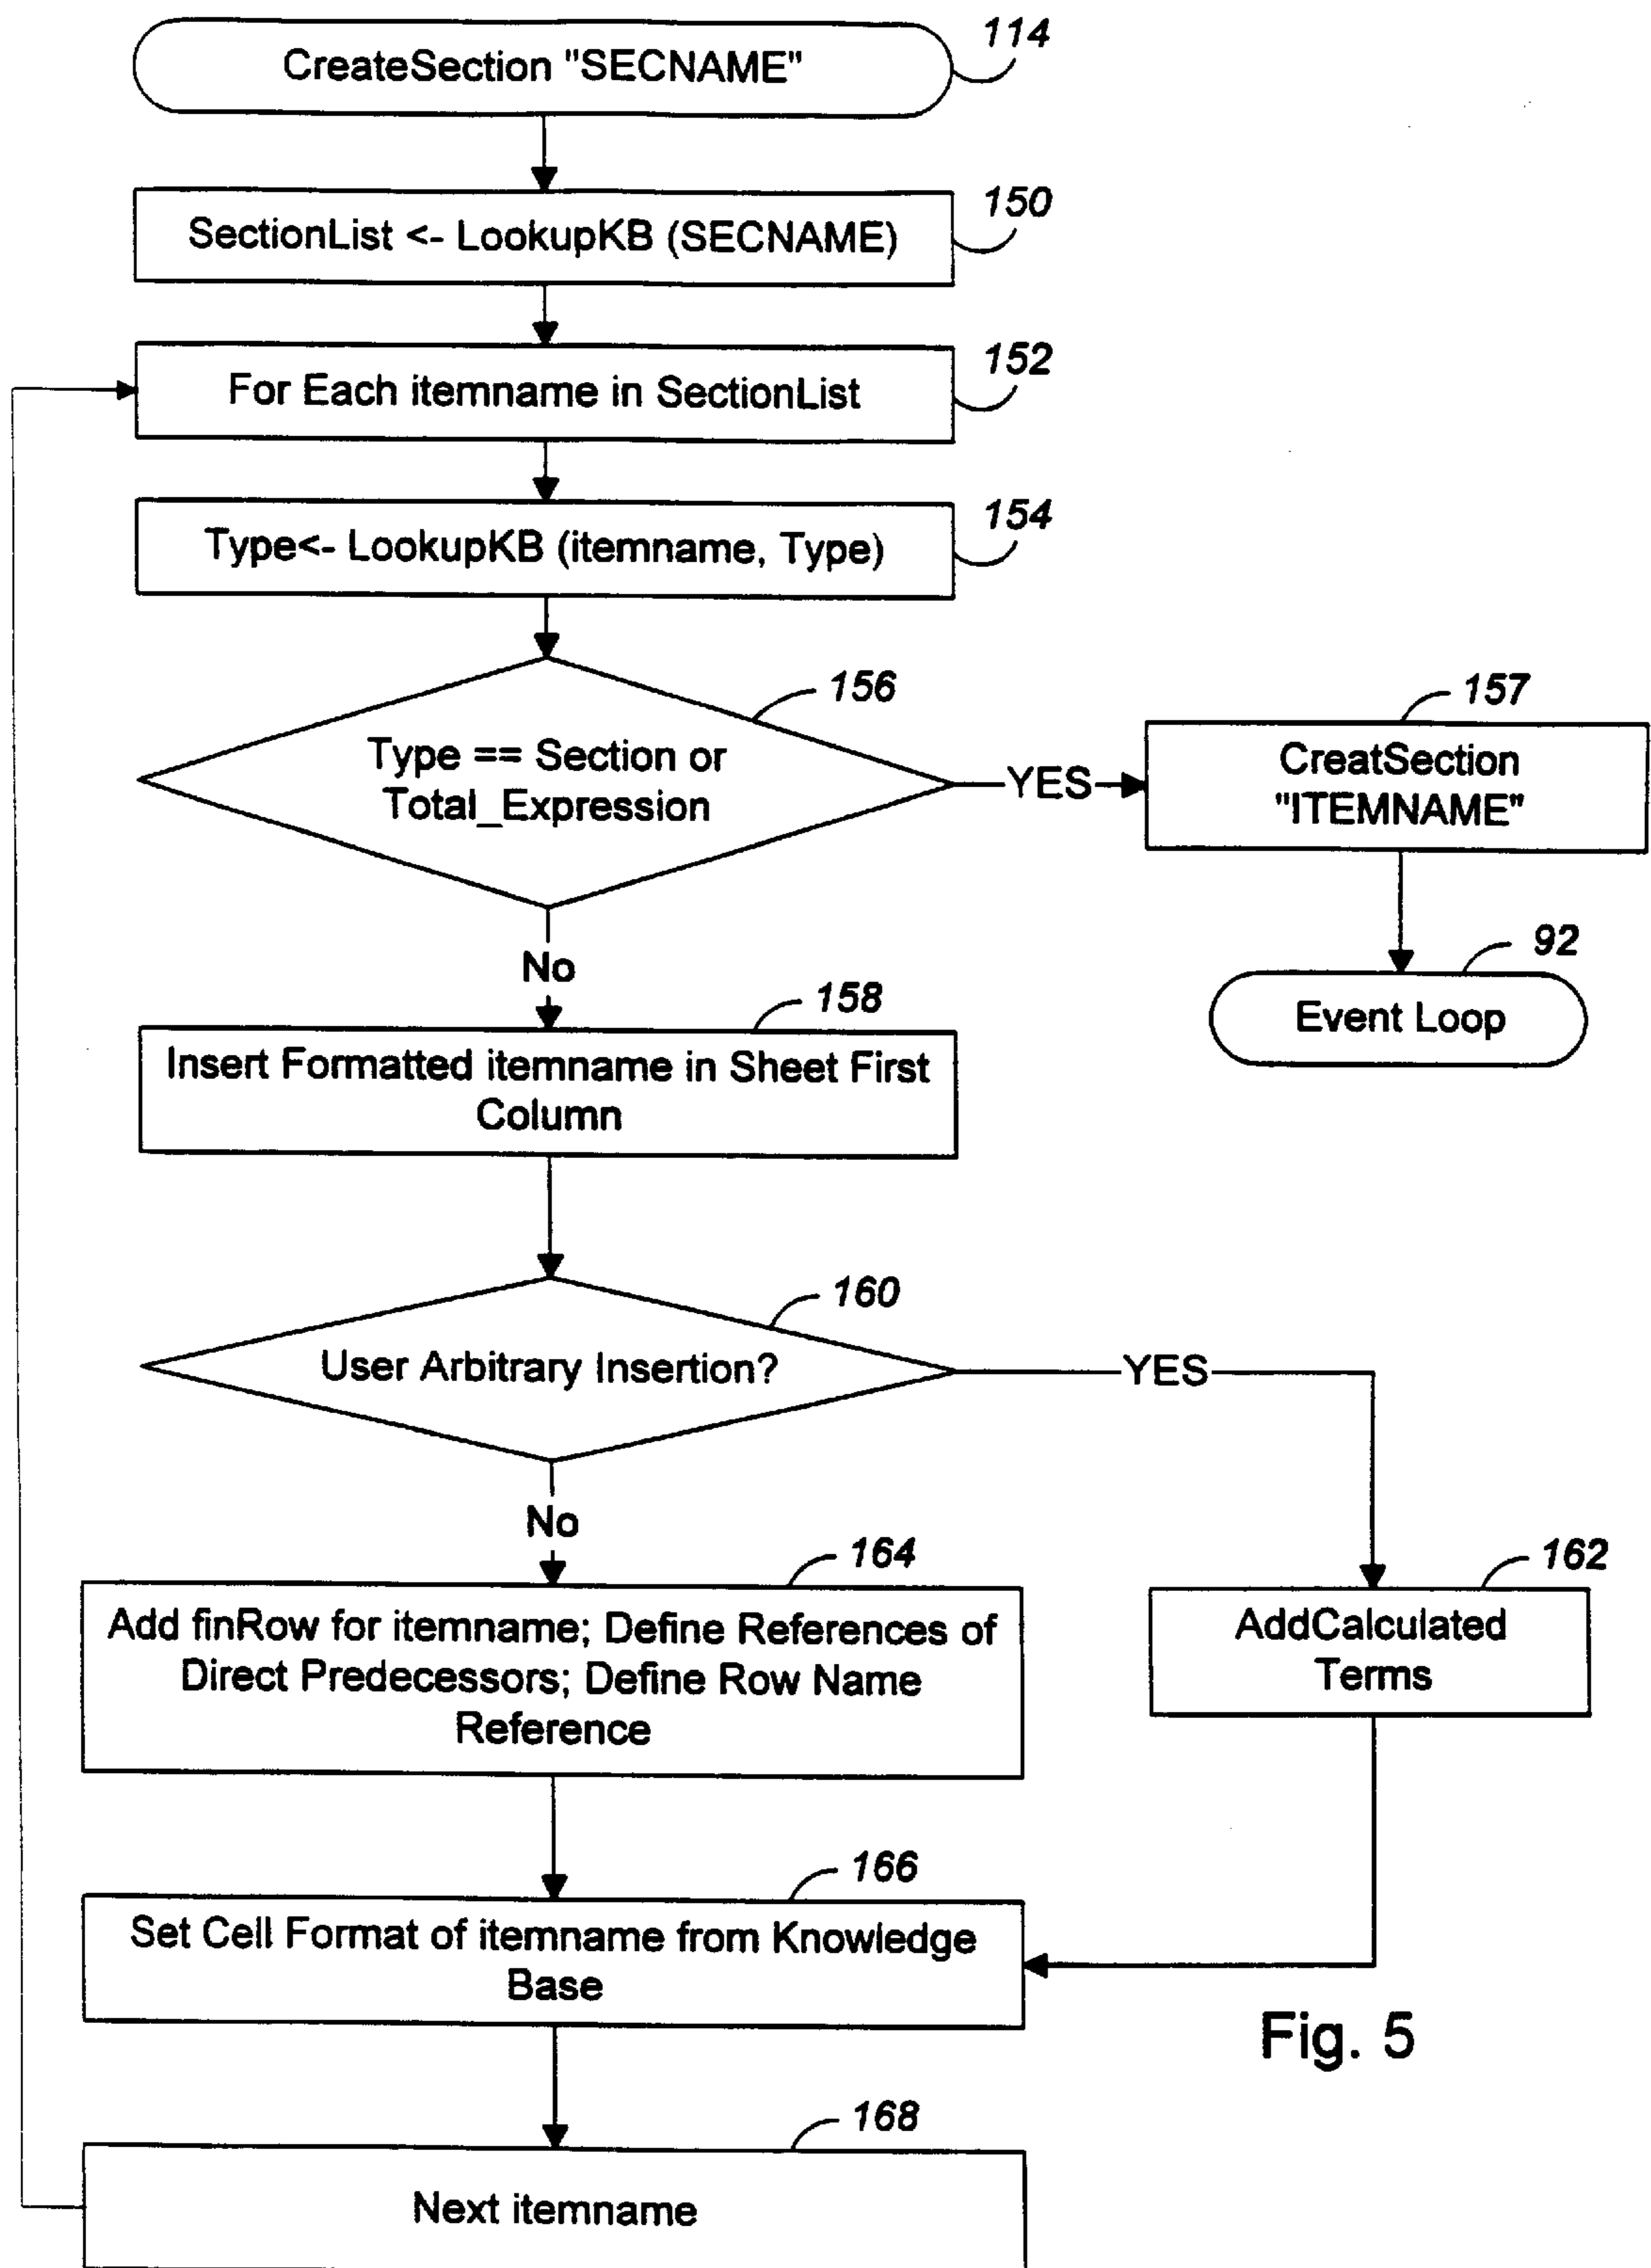 CreateSection "SECNAME"
114
SectionList <- LookupKB (SECNAME)
150
For Each itemname in SectionList
152
Type<- LookupKB (itemname, Type)
154
156
Type == Section or
Total_Expression
YES
157
CreatSection
"ITEMNAME"
92
Event Loop
No
158
Insert Formatted itemname in Sheet First
Column
160
User Arbitrary Insertion?
YES
No
164
Add finRow for itemname; Define References of
Direct Predecessors; Define Row Name
Reference
162
AddCalculated
Terms
166
Set Cell Format of itemname from Knowledge
Base
Fig. 5
168
Next itemname